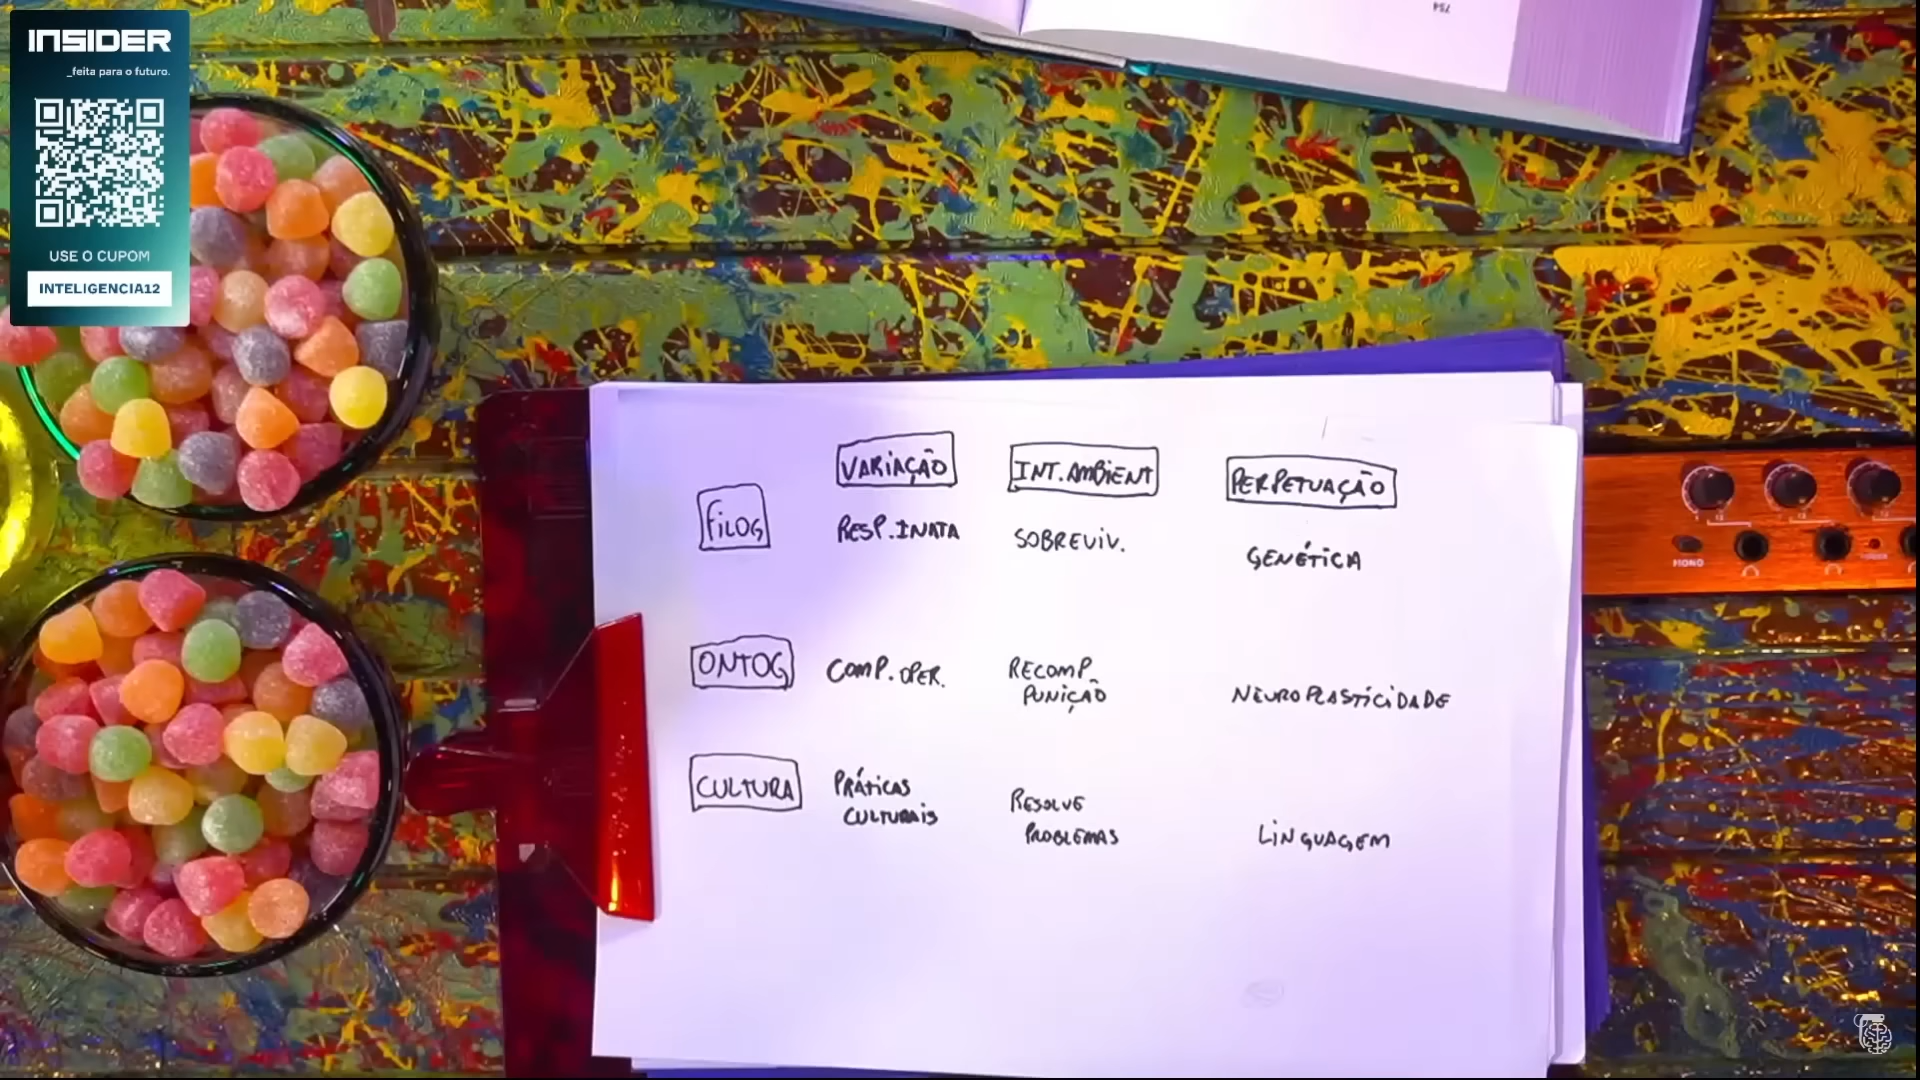 INSIDER
_feita para o futuro.
USE O CUPOM
INTELIGENCIA12
754
VARIAÇÃO
INT.AMBIENT
PERPETUAÇÃO
FILOG
RESP.INATA
SOBREVIV.
GENÉTICA
ONTOG
COMP.OPER.
RECOMP.
PUNIÇÃO
NEUROPLASTICIDADE
CULTURA
PRÁTICAS
CULTURAIS
RESOLVE
PROBLEMAS
LINGUAGEM
MONO